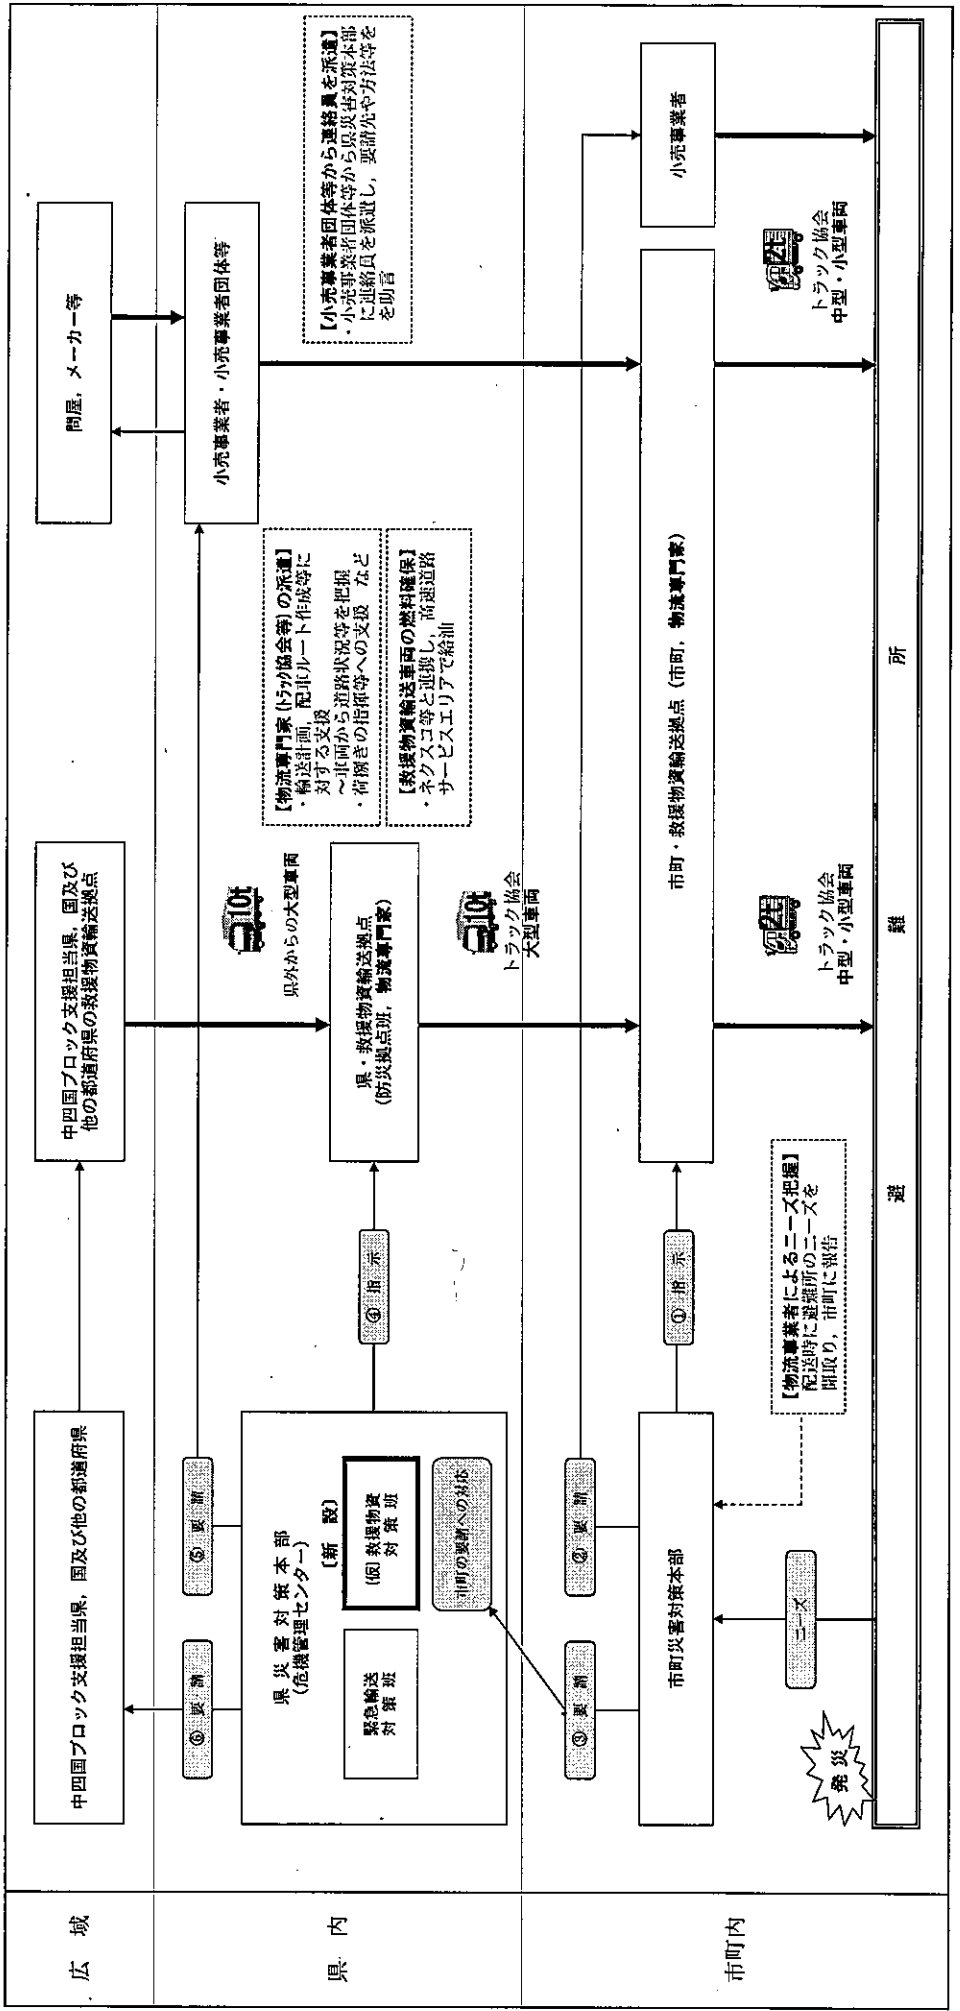 広域
中四国ブロック支援担当県，国及び他の都道府県
中四国ブロック支援担当県，国及び
他の都道府県の救援物資輸送拠点
問屋，メーカー等
県内
⑥ 要請
⑤ 要請
県災害対策本部
(危機管理センター)
緊急輸送
対策班
〔新設〕
(仮)救援物資
対策班
市町の要請への対応
④ 指示
10t
県外からの大型車両
県・救援物資輸送拠点
(防災拠点班，物流専門家)
10t
トラック協会
大型車両
【物流専門家(トラック協会等)の派遣】
・輸送計画，配車ルート作成等に
対する支援
～車両から道路状況等を把握
・荷捌きの指揮等への支援 など
【救援物資輸送車両の燃料確保】
・ネクスコ等と連携し，高速道路
サービスエリアで給油
小売事業者・小売事業者団体等
【小売事業者団体等から連絡員を派遣】
・小売事業者団体等から県災害対策本部
に連絡員を派遣し，要請先や方法等を
を助言
市町内
③ 要請
② 要請
市町災害対策本部
① 指示
市町・救援物資輸送拠点（市町，物流専門家）
小売事業者
発災
ニーズ
【物流事業者によるニーズ把握】
配送時に避難所のニーズを
聞取り，市町に報告
2t
トラック協会
中型・小型車両
2t
トラック協会
中型・小型車両
避難所